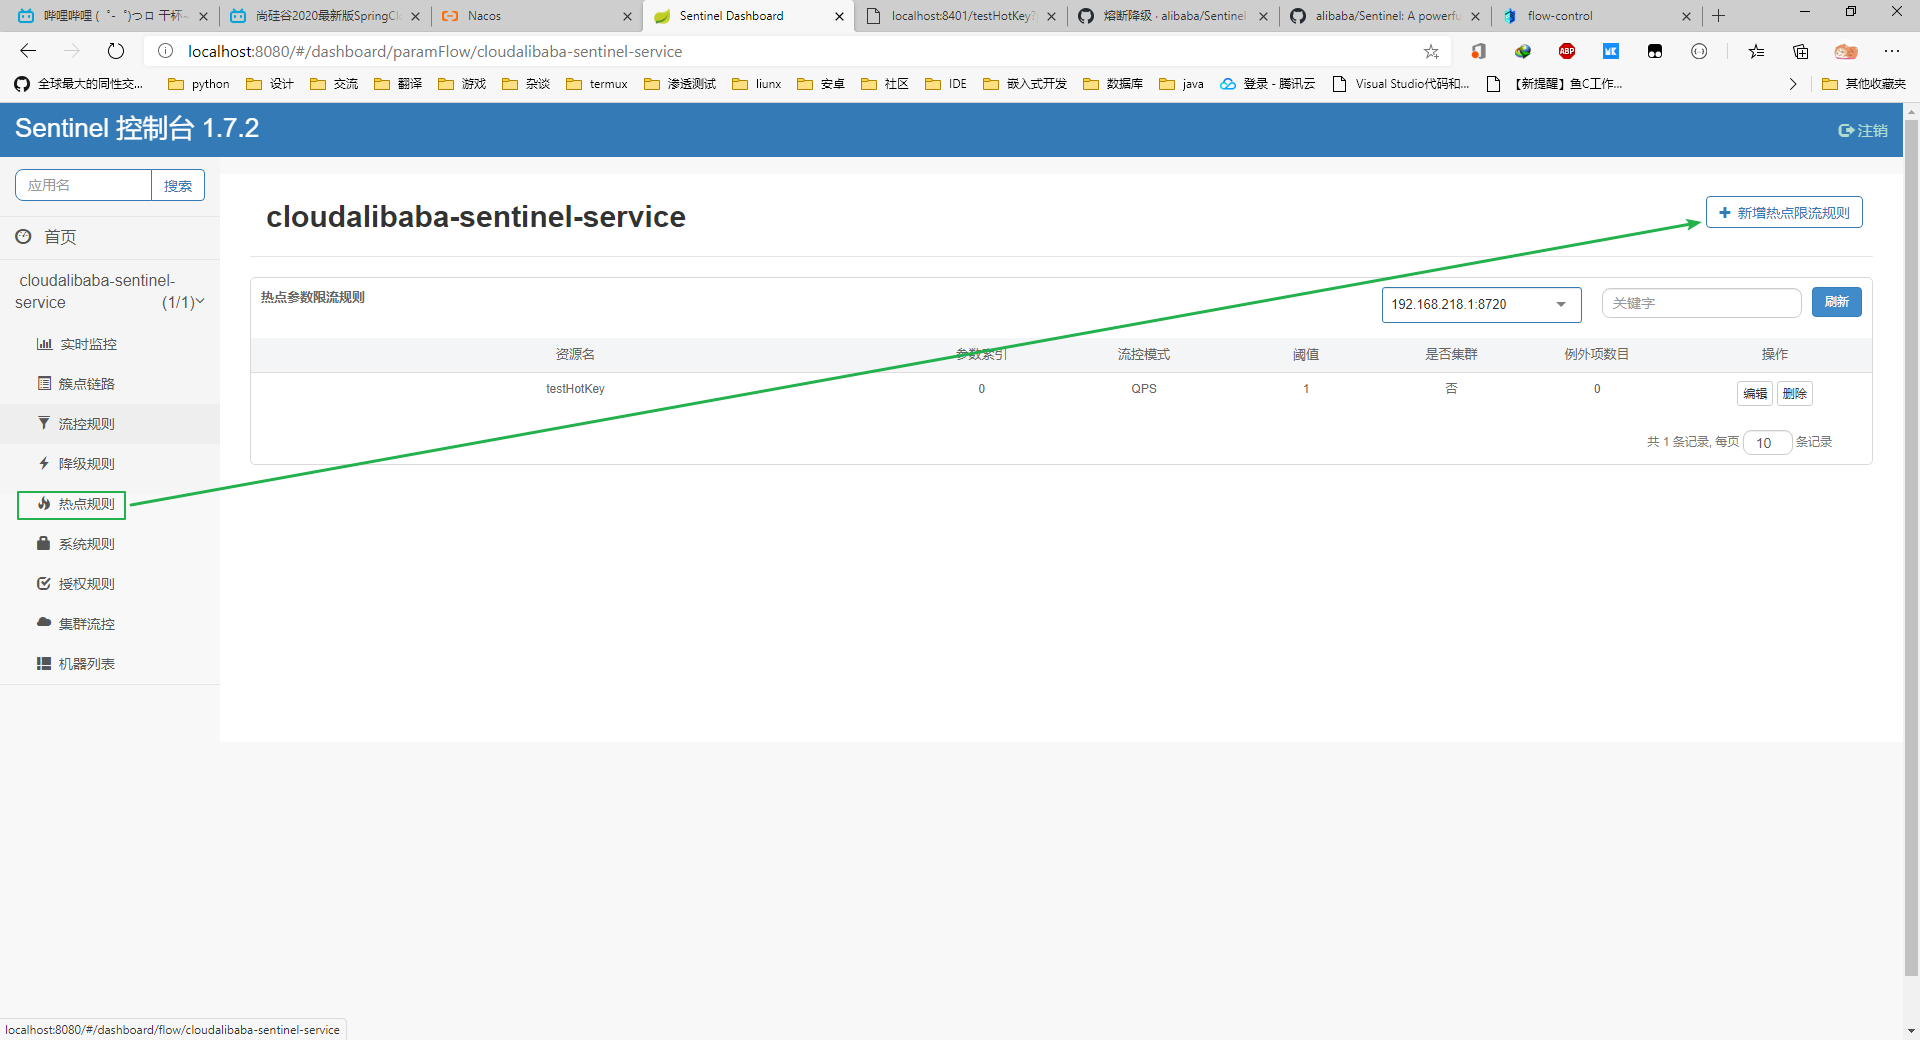 哔哩哔哩 ( ゜- ゜)つロ 干杯~
尚硅谷2020最新版SpringCl
Nacos
Sentinel Dashboard
localhost:8401/testHotKey?
熔断降级 · alibaba/Sentinel
alibaba/Sentinel: A powerfu
flow-control
localhost:8080/#/dashboard/paramFlow/cloudalibaba-sentinel-service
ABP
全球最大的同性交...
python
设计
交流
翻译
游戏
杂谈
termux
渗透测试
liunx
安卓
社区
IDE
嵌入式开发
数据库
java
登录 - 腾讯云
Visual Studio代码和...
【新提醒】鱼C工作...
其他收藏夹
Sentinel 控制台 1.7.2
注销
应用名
搜索
首页
cloudalibaba-sentinel-
service (1/1)
实时监控
簇点链路
流控规则
降级规则
热点规则
系统规则
授权规则
集群流控
机器列表
cloudalibaba-sentinel-service
新增热点限流规则
热点参数限流规则
192.168.218.1:8720
关键字
刷新
资源名 参数索引 流控模式 阈值 是否集群 例外项数目 操作
testHotKey 0 QPS 1 否 0 编辑 删除
共 1 条记录, 每页 10 条记录
localhost:8080/#/dashboard/flow/cloudalibaba-sentinel-service